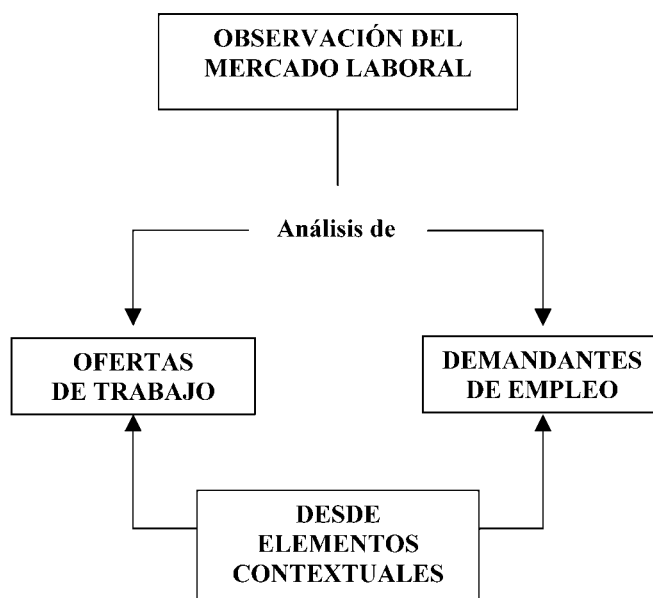 OBSERVACIÓN DEL
MERCADO LABORAL
Análisis de
OFERTAS
DE TRABAJO
DEMANDANTES
DE EMPLEO
DESDE
ELEMENTOS
CONTEXTUALES